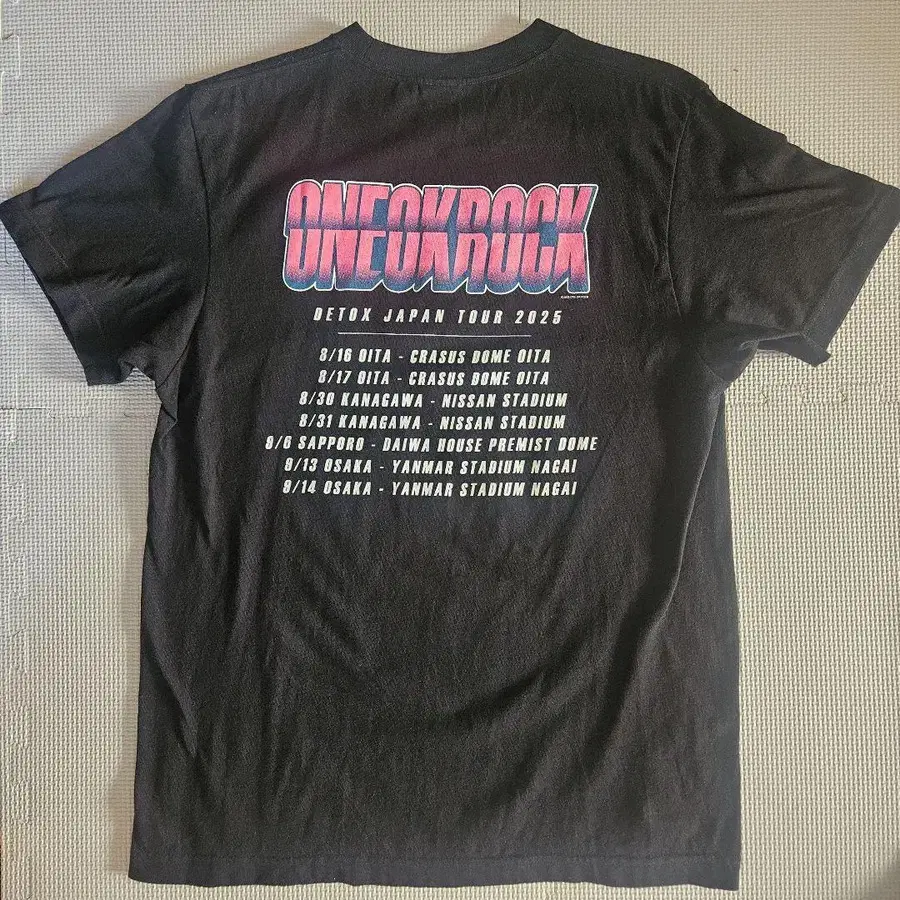 ONEOKROCK
DETOX JAPAN TOUR 2025
8/16 OITA - CRASUS DOME OITA
8/17 OITA - CRASUS DOME OITA
8/30 KANAGAWA - NISSAN STADIUM
8/31 KANAGAWA - NISSAN STADIUM
9/6 SAPPORO - DAIWA HOUSE PREMIST DOME
9/13 OSAKA - YANMAR STADIUM NAGAI
9/14 OSAKA - YANMAR STADIUM NAGAI